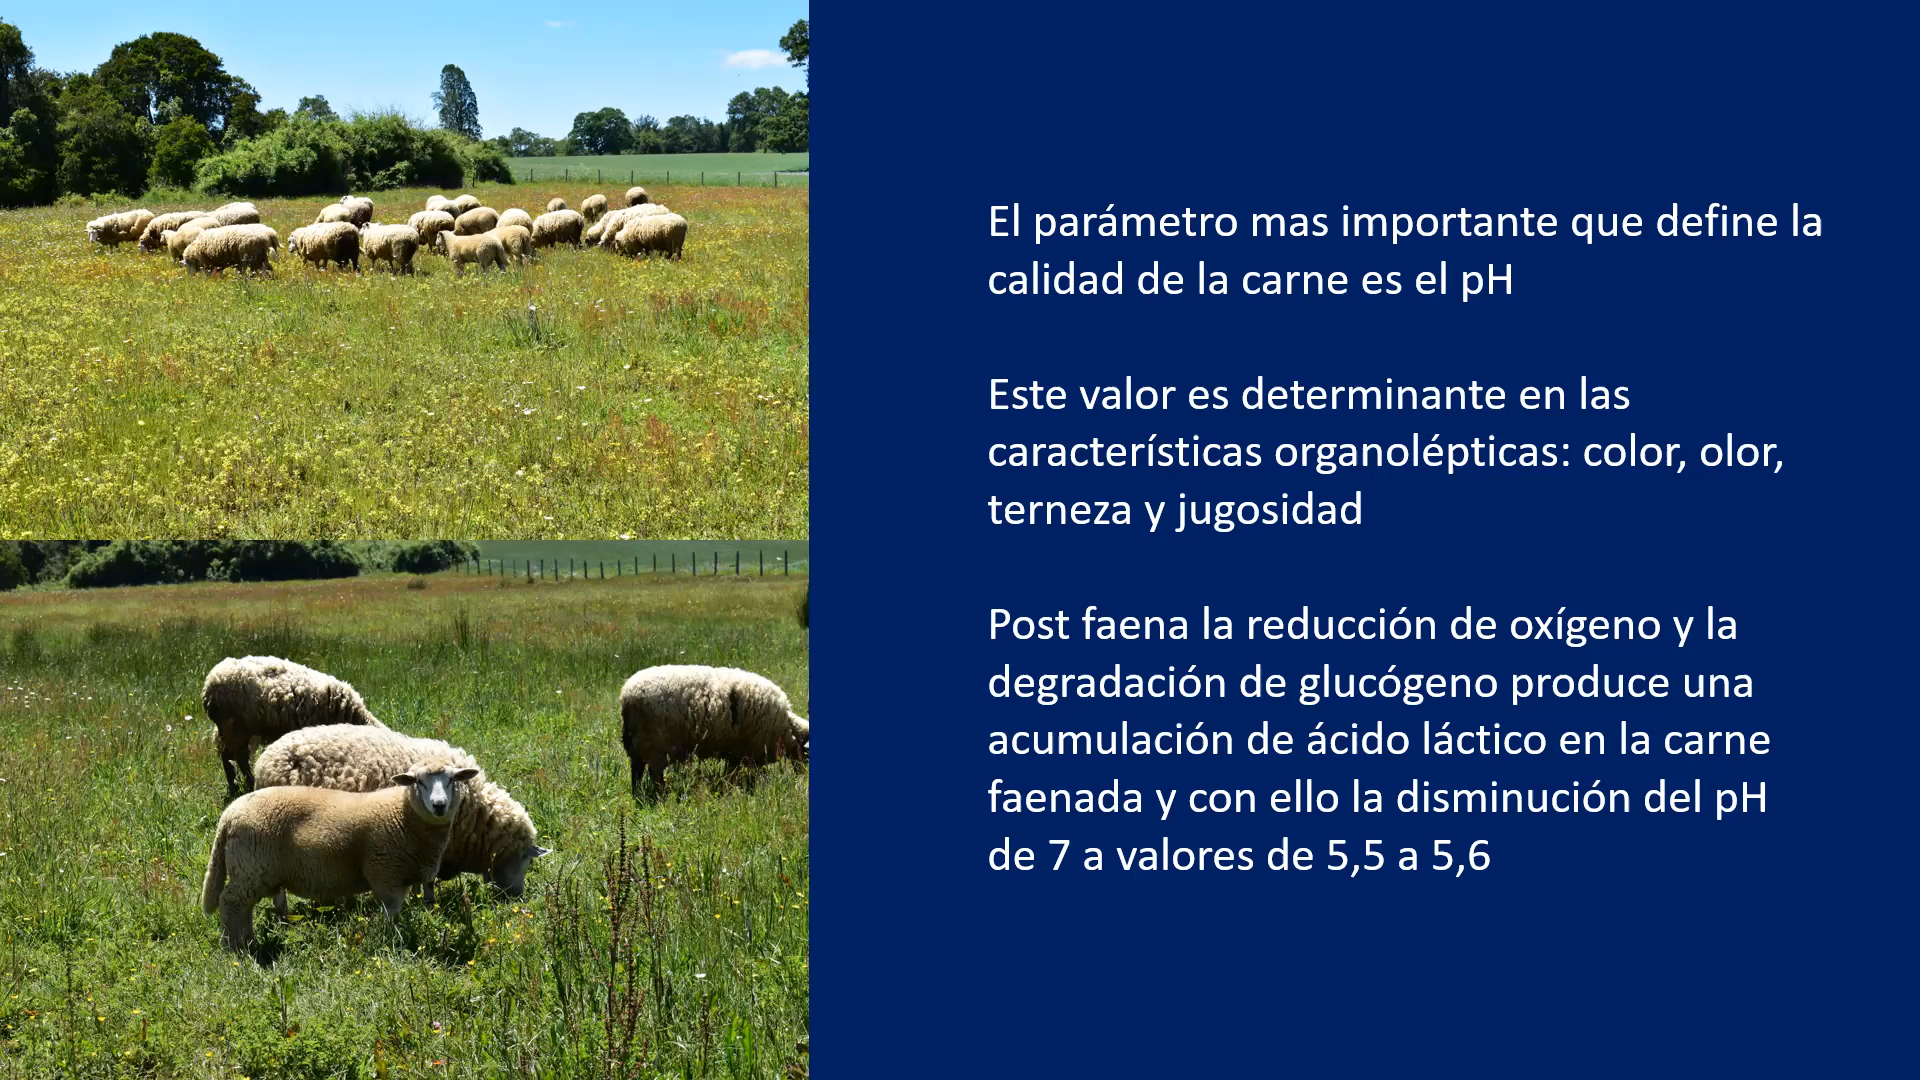 El parámetro mas importante que define la
calidad de la carne es el pH
Este valor es determinante en las
características organolépticas: color, olor,
terneza y jugosidad
Post faena la reducción de oxígeno y la
degradación de glucógeno produce una
acumulación de ácido láctico en la carne
faenada y con ello la disminución del pH
de 7 a valores de 5,5 a 5,6